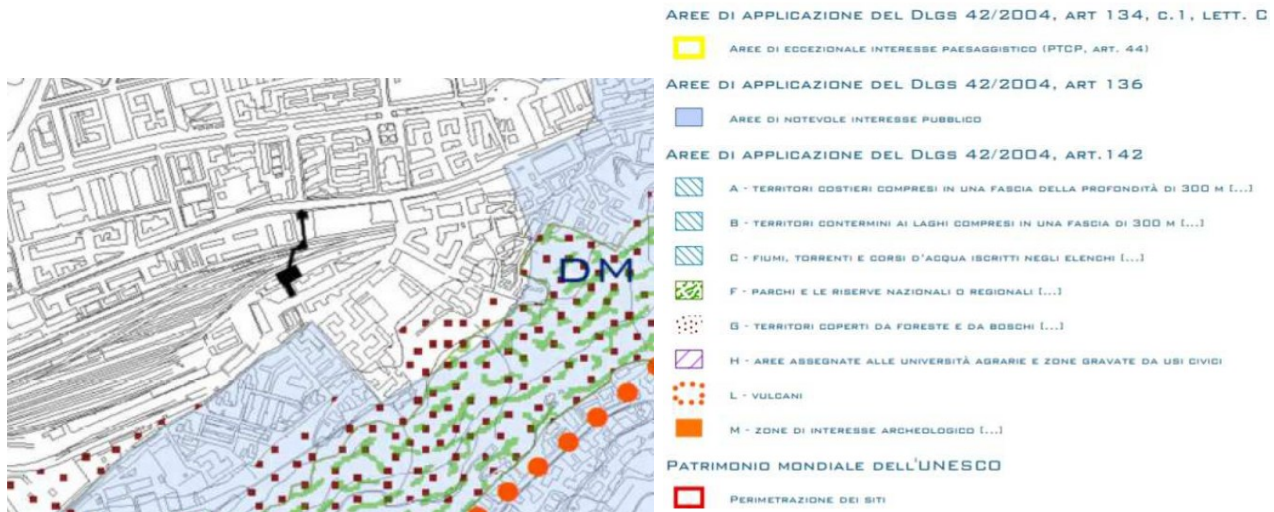 AREE DI APPLICAZIONE DEL DLGS 42/2004, ART 134, C.1, LETT. C
AREE DI ECCEZIONALE INTERESSE PAESAGGISTICO (PTCP, ART. 44)
AREE DI APPLICAZIONE DEL DLGS 42/2004, ART 136
AREE DI NOTEVOLE INTERESSE PUBBLICO
AREE DI APPLICAZIONE DEL DLGS 42/2004, ART.142
A - TERRITORI COSTIERI COMPRESI IN UNA FASCIA DELLA PROFONDITÀ DI 300 M [...]
B - TERRITORI CONTERMINI AI LAGHI COMPRESI IN UNA FASCIA DI 300 M [...]
C - FIUMI, TORRENTI E CORSI D'ACQUA ISCRITTI NEGLI ELENCHI [...]
F - PARCHI E LE RISERVE NAZIONALI O REGIONALI [...]
G - TERRITORI COPERTI DA FORESTE E DA BOSCHI [...]
H - AREE ASSEGNATE ALLE UNIVERSITÀ AGRARIE E ZONE GRAVATE DA USI CIVICI
L - VULCANI
M - ZONE DI INTERESSE ARCHEOLOGICO [...]
PATRIMONIO MONDIALE DELL'UNESCO
PERIMETRAZIONE DEI SITI
DM